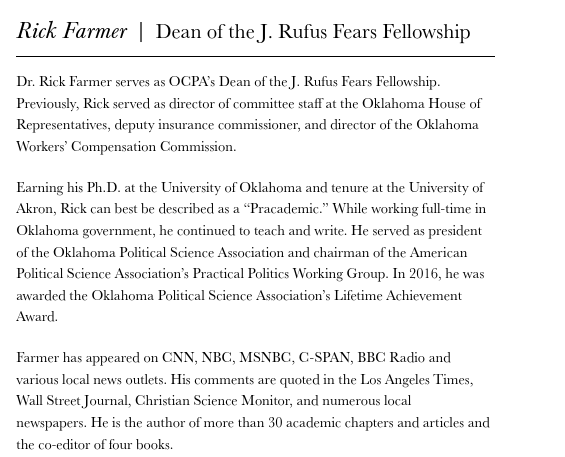 Rick Farmer | Dean of the J. Rufus Fears Fellowship
Dr. Rick Farmer serves as OCPA’s Dean of the J. Rufus Fears Fellowship.
Previously, Rick served as director of committee staff at the Oklahoma House of
Representatives, deputy insurance commissioner, and director of the Oklahoma
Workers’ Compensation Commission.
Earning his Ph.D. at the University of Oklahoma and tenure at the University of
Akron, Rick can best be described as a “Pracademic.” While working full-time in
Oklahoma government, he continued to teach and write. He served as president
of the Oklahoma Political Science Association and chairman of the American
Political Science Association’s Practical Politics Working Group. In 2016, he was
awarded the Oklahoma Political Science Association’s Lifetime Achievement
Award.
Farmer has appeared on CNN, NBC, MSNBC, C-SPAN, BBC Radio and
various local news outlets. His comments are quoted in the Los Angeles Times,
Wall Street Journal, Christian Science Monitor, and numerous local
newspapers. He is the author of more than 30 academic chapters and articles and
the co-editor of four books.